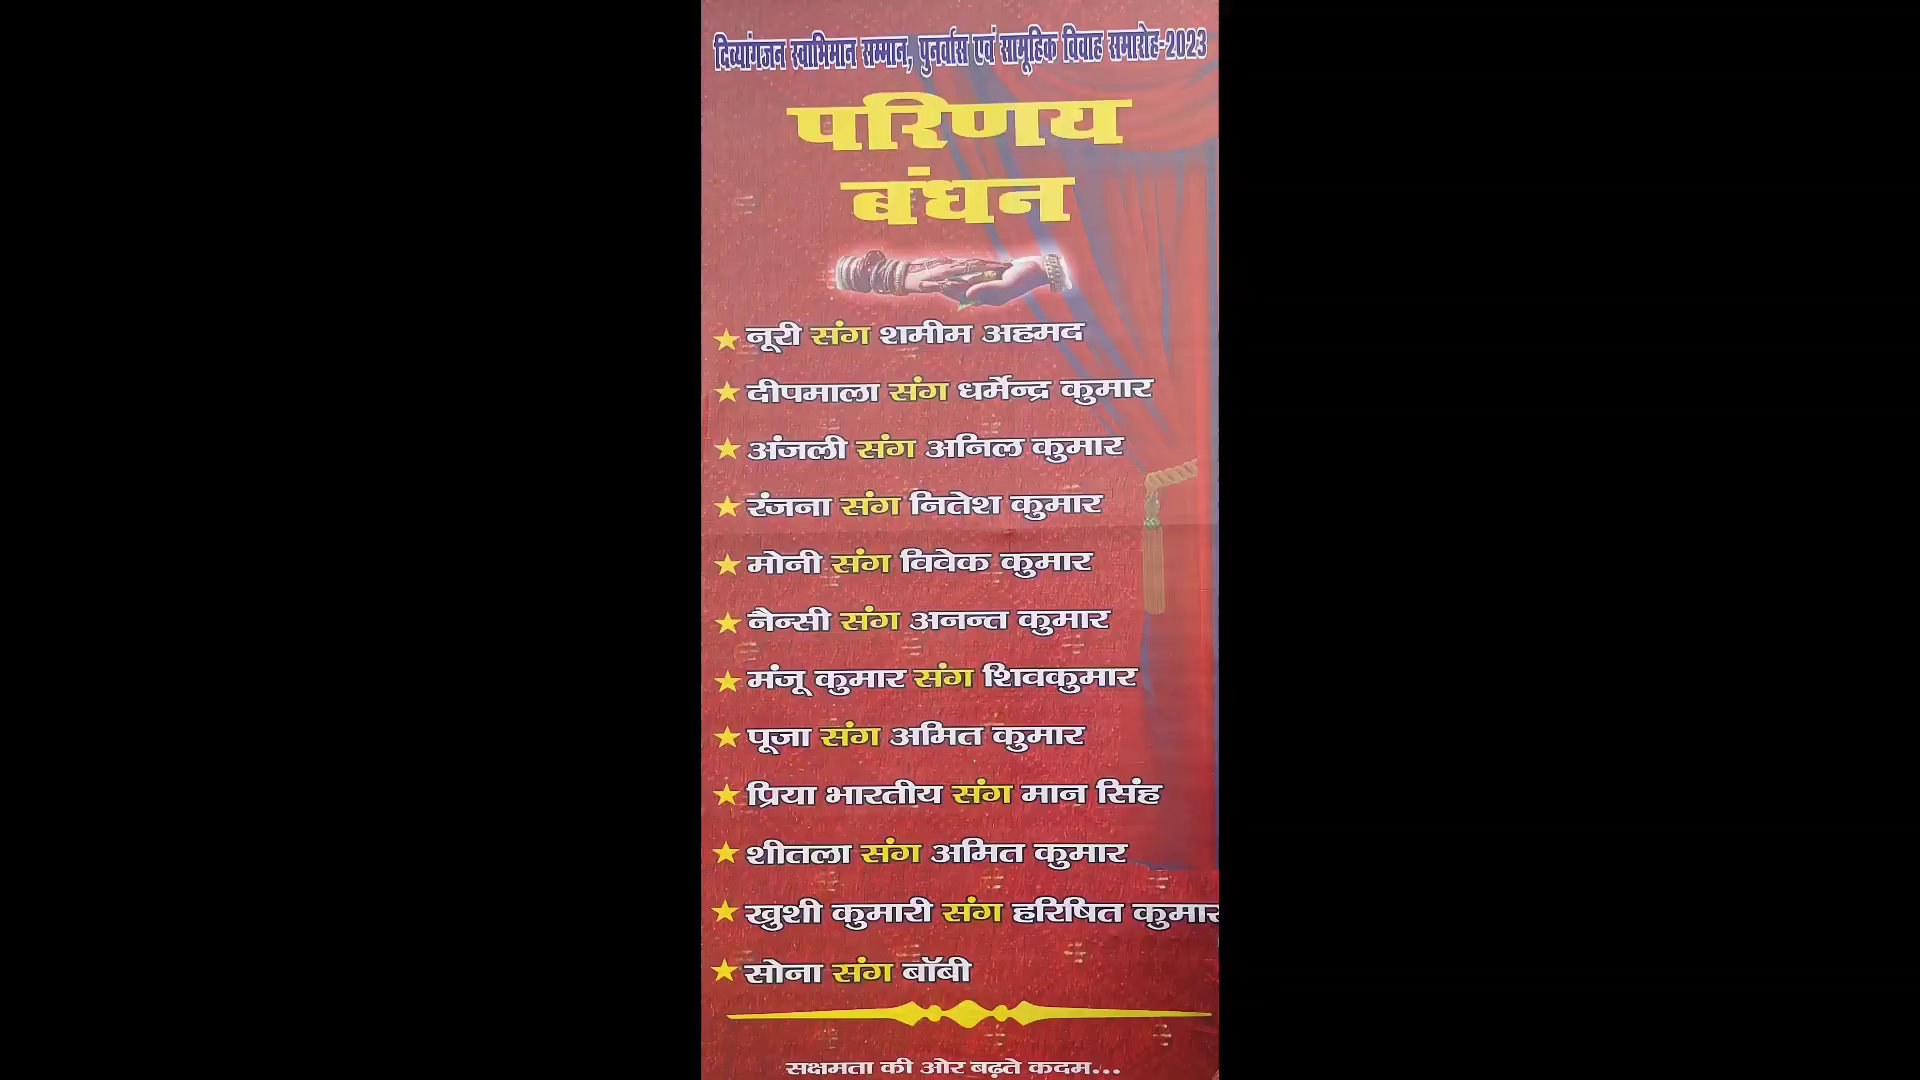 दिव्यांगजन स्वाभिमान सम्मान, पुनर्वास एवं सामूहिक विवाह समारोह-2023
परिणय
बंधन
नूरी संग शमीम अहमद
दीपमाला संग धर्मेन्द्र कुमार
अंजली संग अनिल कुमार
रंजना संग नितेश कुमार
मोनी संग विवेक कुमार
नैन्सी संग अनन्त कुमार
मंजू कुमार संग शिवकुमार
पूजा संग अमित कुमार
प्रिया भारतीय संग मान सिंह
शीतला संग अमित कुमार
खुशी कुमारी संग हरिषित कुमार
सोना संग बॉबी
सक्षमता की ओर बढ़ते कदम...